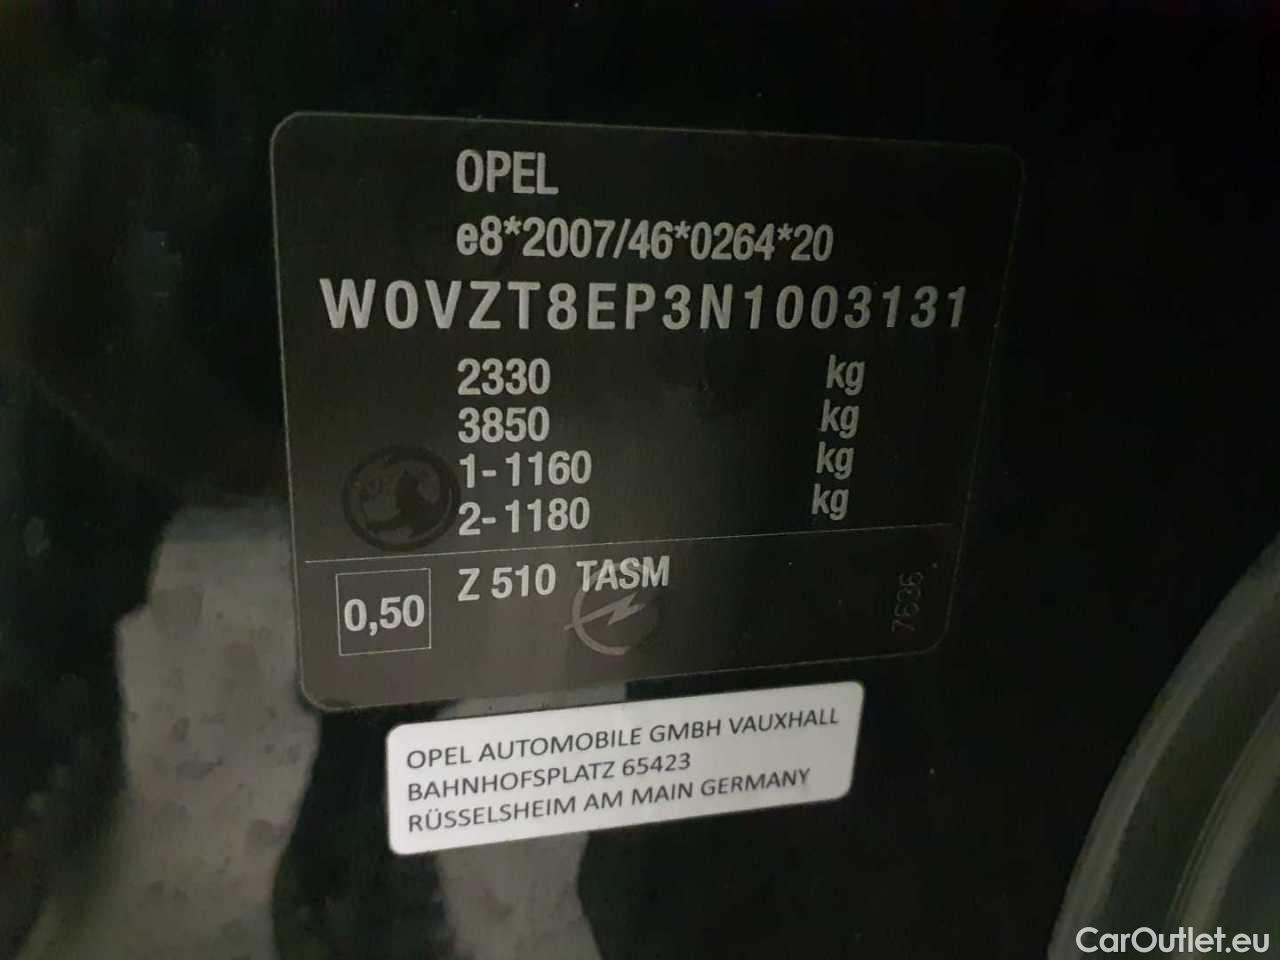 OPEL
e8*2007/46*0264*20
W0VZT8EP3N1003131
2330 kg
3850 kg
1-1160 kg
2-1180 kg
0,50 Z 510 TASM
7636
OPEL AUTOMOBILE GMBH VAUXHALL
BAHNHOFSPLATZ 65423
RÜSSELSHEIM AM MAIN GERMANY
CarOutlet.eu